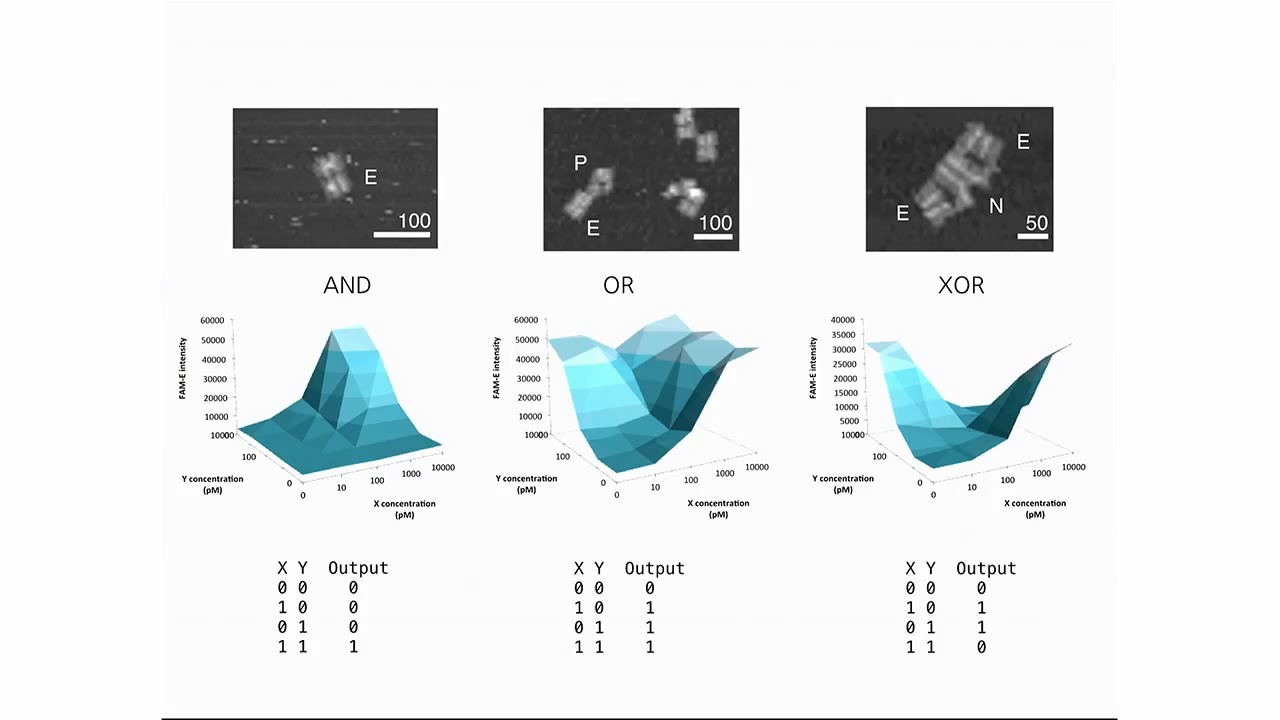 E
100
P
E
100
E
E
N
50
AND
OR
XOR
60000
50000
40000
30000
20000
10000
FAM-E intensity
10000
100
0
Y concentration
(pM)
0
10
100
1000
10000
X concentration
(pM)
60000
50000
40000
30000
20000
10000
FAM-E intensity
10000
100
0
Y concentration
(pM)
0
10
100
1000
10000
X concentration
(pM)
40000
35000
30000
25000
20000
15000
10000
5000
FAM-E intensity
10000
100
0
Y concentration
(pM)
0
10
100
1000
10000
X concentration
(pM)
X Y Output
0 0 0
1 0 0
0 1 0
1 1 1
X Y Output
0 0 0
1 0 1
0 1 1
1 1 1
X Y Output
0 0 0
1 0 1
0 1 1
1 1 0